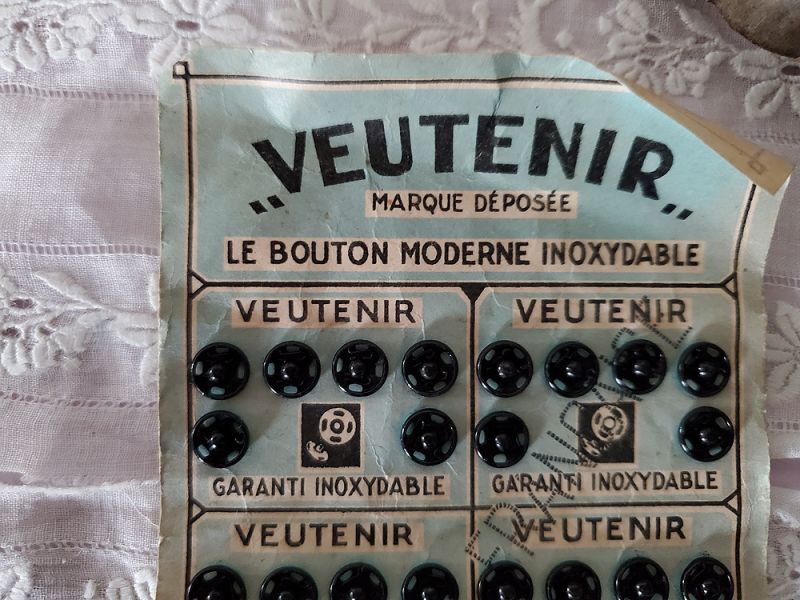 „VEUTENIR„
MARQUE DÉPOSÉE
LE BOUTON MODERNE INOXYDABLE
VEUTENIR
VEUTENIR
GARANTI INOXYDABLE
GARANTI INOXYDABLE
VEUTENIR
VEUTENIR